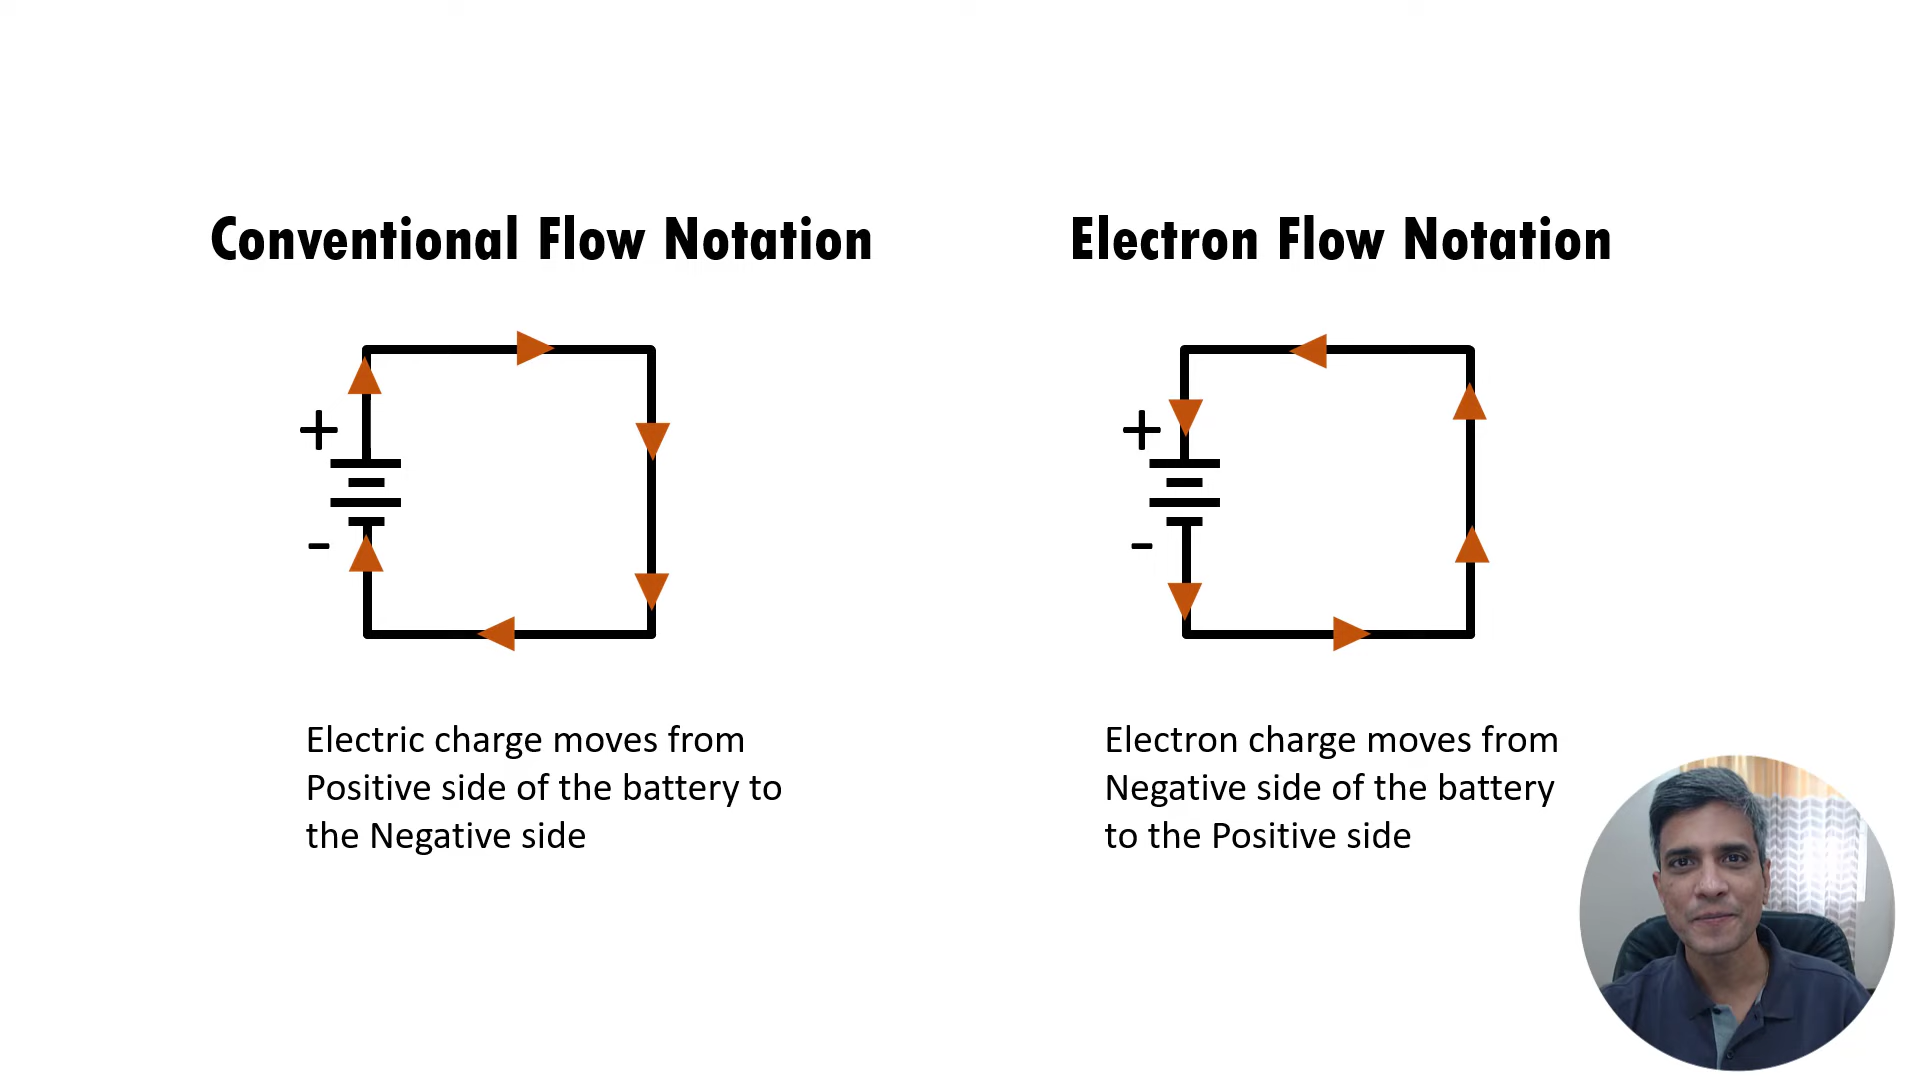 Conventional Flow Notation
Electron Flow Notation
+
-
+
-
Electric charge moves from
Positive side of the battery to
the Negative side
Electron charge moves from
Negative side of the battery
to the Positive side